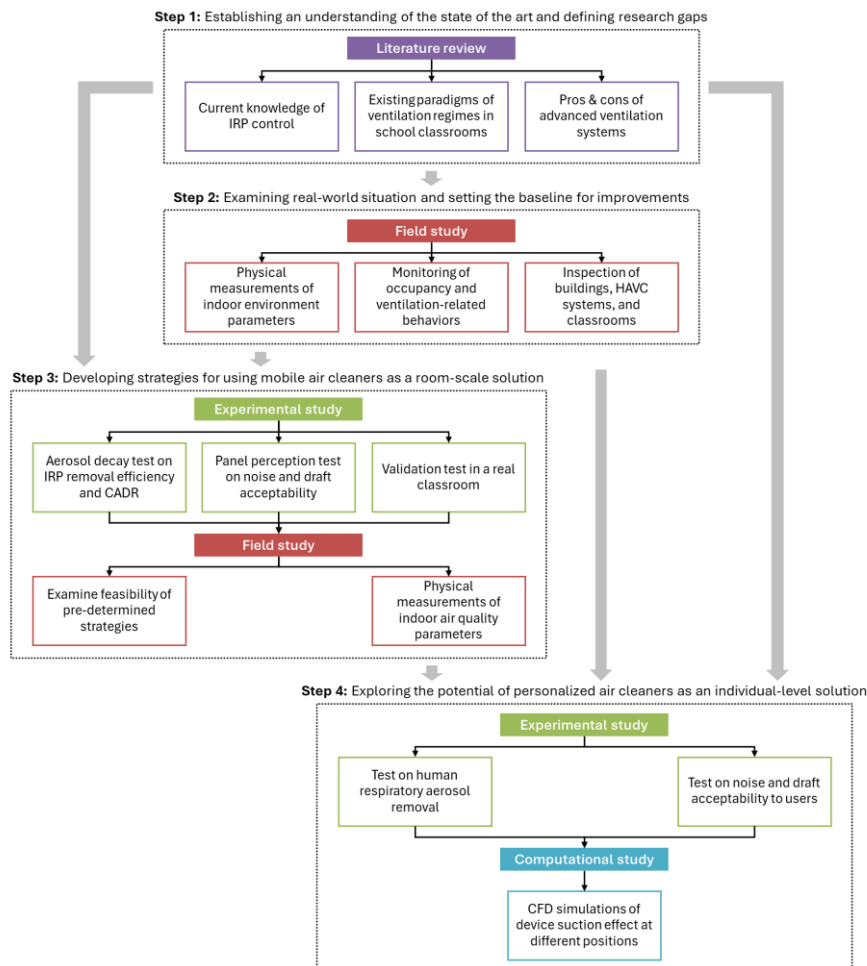 Step 1: Establishing an understanding of the state of the art and defining research gaps
Literature review
Current knowledge of
IRP control
Existing paradigms of
ventilation regimes in
school classrooms
Pros & cons of
advanced ventilation
systems
Step 2: Examining real-world situation and setting the baseline for improvements
Field study
Physical
measurements of
indoor environment
parameters
Monitoring of
occupancy and
ventilation-related
behaviors
Inspection of
buildings, HAVC
systems, and
classrooms
Step 3: Developing strategies for using mobile air cleaners as a room-scale solution
Experimental study
Aerosol decay test on
IRP removal efficiency
and CADR
Panel perception test
on noise and draft
acceptability
Validation test in a real
classroom
Field study
Examine feasibility of
pre-determined
strategies
Physical
measurements of
indoor air quality
parameters
Step 4: Exploring the potential of personalized air cleaners as an individual-level solution
Experimental study
Test on human
respiratory aerosol
removal
Test on noise and draft
acceptability to users
Computational study
CFD simulations of
device suction effect at
different positions